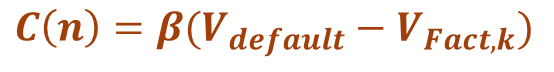 C(n) = β(V_default − V_Fact,k)